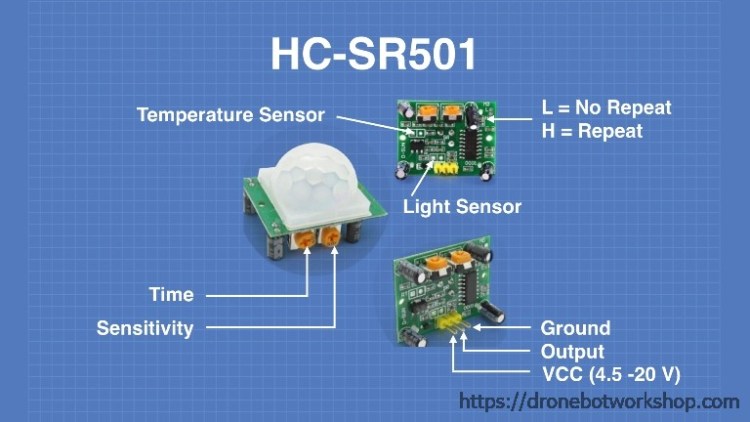 HC-SR501
Temperature Sensor
L = No Repeat
H = Repeat
Light Sensor
Time
Sensitivity
Ground
Output
VCC (4.5 -20 V)
https://dronebotworkshop.com